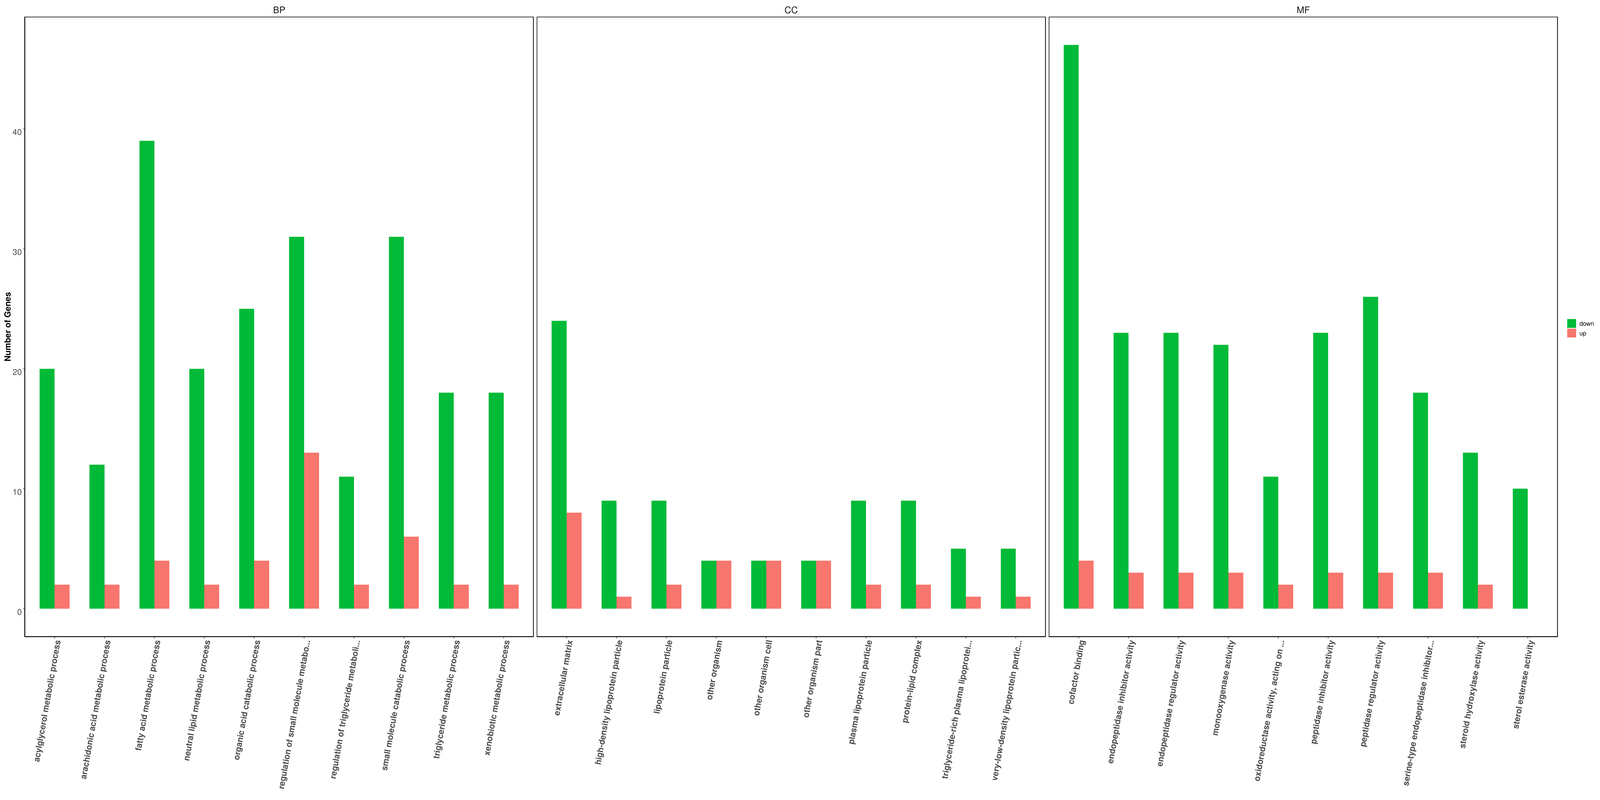 BP
CC
MF
Number of Genes
40
30
20
10
0
acylglycerol metabolic process
arachidonic acid metabolic process
fatty acid metabolic process
neutral lipid metabolic process
organic acid catabolic process
regulation of small molecule metabo...
regulation of triglyceride metaboli...
small molecule catabolic process
triglyceride metabolic process
xenobiotic metabolic process
extracellular matrix
high-density lipoprotein particle
lipoprotein particle
other organism
other organism cell
other organism part
plasma lipoprotein particle
protein-lipid complex
triglyceride-rich plasma lipoprotei...
very-low-density lipoprotein partic...
cofactor binding
endopeptidase inhibitor activity
endopeptidase regulator activity
monooxygenase activity
oxidoreductase activity, acting on ...
peptidase inhibitor activity
peptidase regulator activity
serine-type endopeptidase inhibitor...
steroid hydroxylase activity
sterol esterase activity
down
up